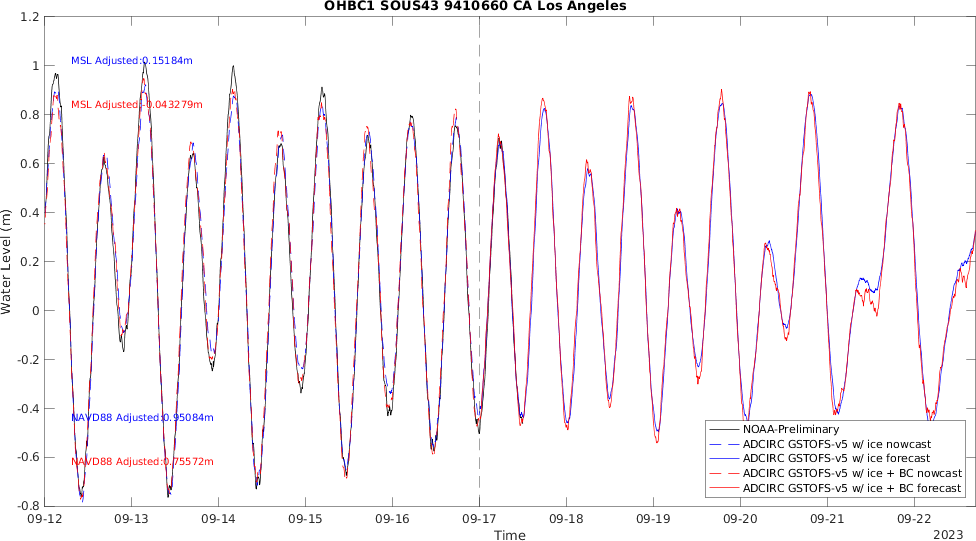 OHBC1 SOUS43 9410660 CA Los Angeles
1.2
1
0.8
0.6
0.4
0.2
0
-0.2
-0.4
-0.6
-0.8
Water Level (m)
MSL Adjusted:0.15184m
MSL Adjusted:-0.043279m
NAVD88 Adjusted:0.95084m
NAVD88 Adjusted:0.75572m
NOAA-Preliminary
ADCIRC GSTOFS-v5 w/ ice nowcast
ADCIRC GSTOFS-v5 w/ ice forecast
ADCIRC GSTOFS-v5 w/ ice + BC nowcast
ADCIRC GSTOFS-v5 w/ ice + BC forecast
09-12 09-13 09-14 09-15 09-16 09-17 09-18 09-19 09-20 09-21 09-22
Time
2023